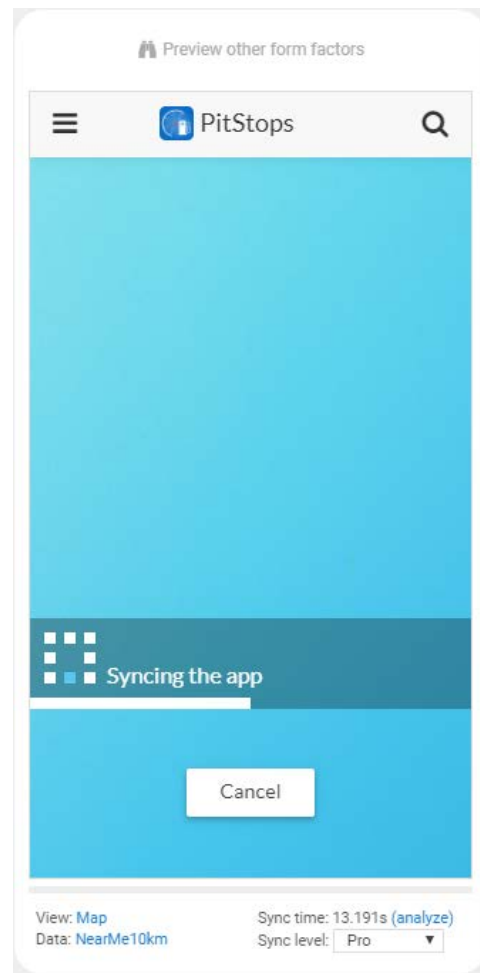 Preview other form factors
PitStops
Syncing the app
Cancel
View: Map
Sync time: 13.191s (analyze)
Data: NearMe10km
Sync level: Pro